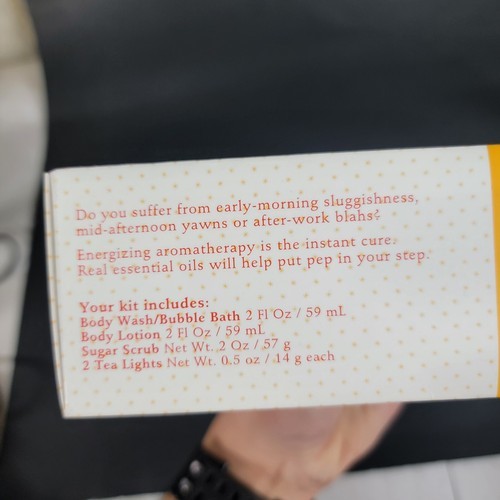 Do you suffer from early-morning sluggishness,
mid-afternoon yawns or after-work blahs?
Energizing aromatherapy is the instant cure.
Real essential oils will help put pep in your step.
Your kit includes:
Body Wash/Bubble Bath 2 Fl Oz / 59 mL
Body Lotion 2 Fl Oz / 59 mL
Sugar Scrub Net Wt. 2 Oz / 57 g
2 Tea Lights Net Wt. 0.5 oz / 14 g each